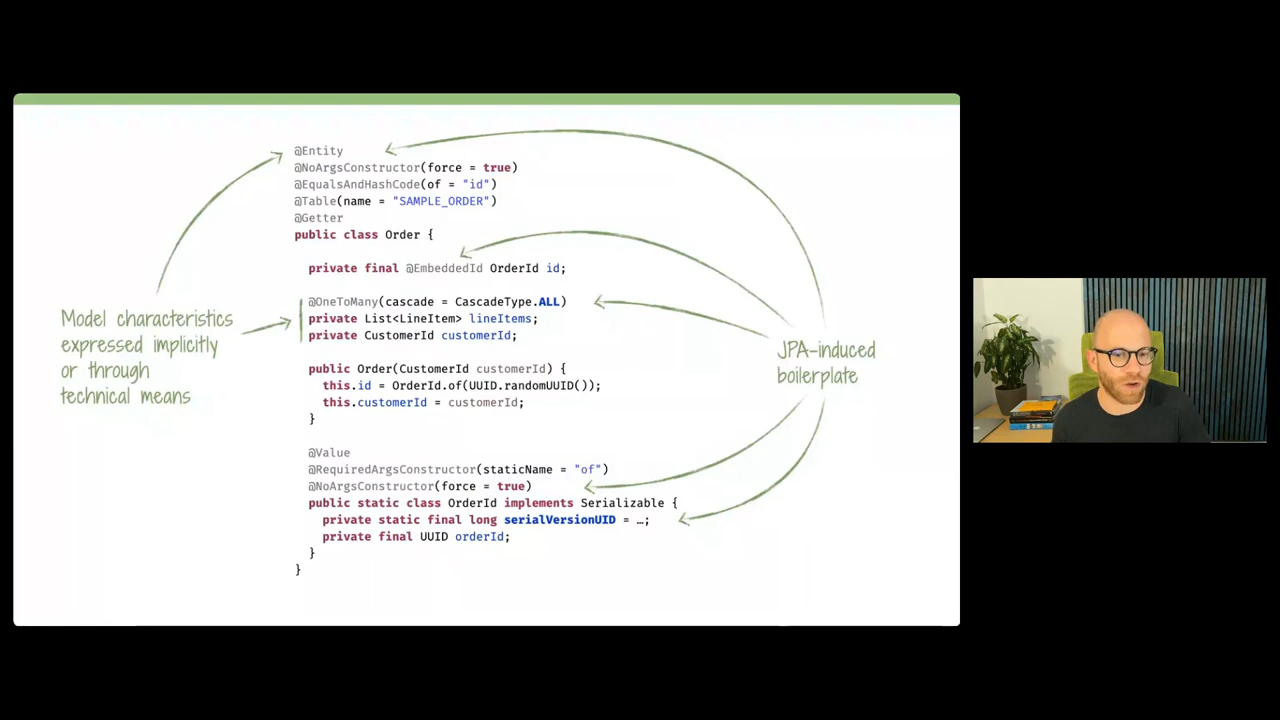 @Entity
@NoArgsConstructor(force = true)
@EqualsAndHashCode(of = "id")
@Table(name = "SAMPLE_ORDER")
@Getter
public class Order {
private final @EmbeddedId OrderId id;
@OneToMany(cascade = CascadeType.ALL)
private List<LineItem> lineItems;
private CustomerId customerId;
public Order(CustomerId customerId) {
this.id = OrderId.of(UUID.randomUUID());
this.customerId = customerId;
}
@Value
@RequiredArgsConstructor(staticName = "of")
@NoArgsConstructor(force = true)
public static class OrderId implements Serializable {
private static final long serialVersionUID = …;
private final UUID orderId;
}
}
Model characteristics
expressed implicitly
or through
technical means
JPA-induced
boilerplate